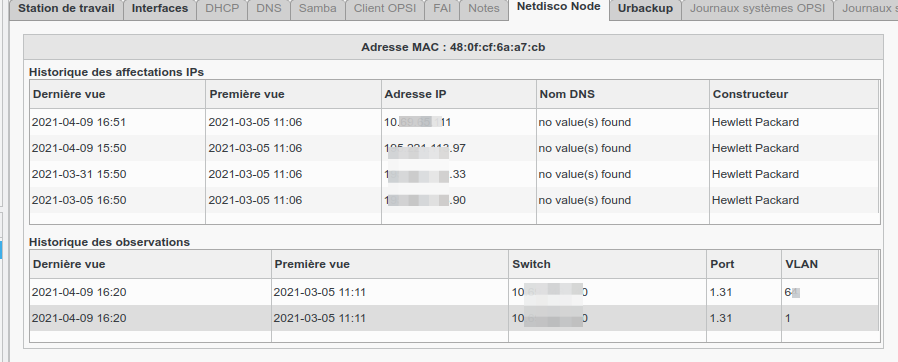 Station de travail Interfaces DHCP DNS Samba Client OPSI FAI Notes Netdisco Node Urbackup Journaux systèmes OPSI Journaux
Adresse MAC : 48:0f:cf:6a:a7:cb
Historique des affectations IPs
Dernière vue Première vue Adresse IP Nom DNS Constructeur
2021-04-09 16:51 2021-03-05 11:06 10. 11 no value(s) found Hewlett Packard
2021-04-09 15:50 2021-03-05 11:06 .97 no value(s) found Hewlett Packard
2021-03-31 15:50 2021-03-05 11:06 1 .33 no value(s) found Hewlett Packard
2021-03-05 16:50 2021-03-05 11:06 1 .90 no value(s) found Hewlett Packard
Historique des observations
Dernière vue Première vue Switch Port VLAN
2021-04-09 16:20 2021-03-05 11:11 10 0 1.31 6
2021-04-09 16:20 2021-03-05 11:11 10 0 1.31 1